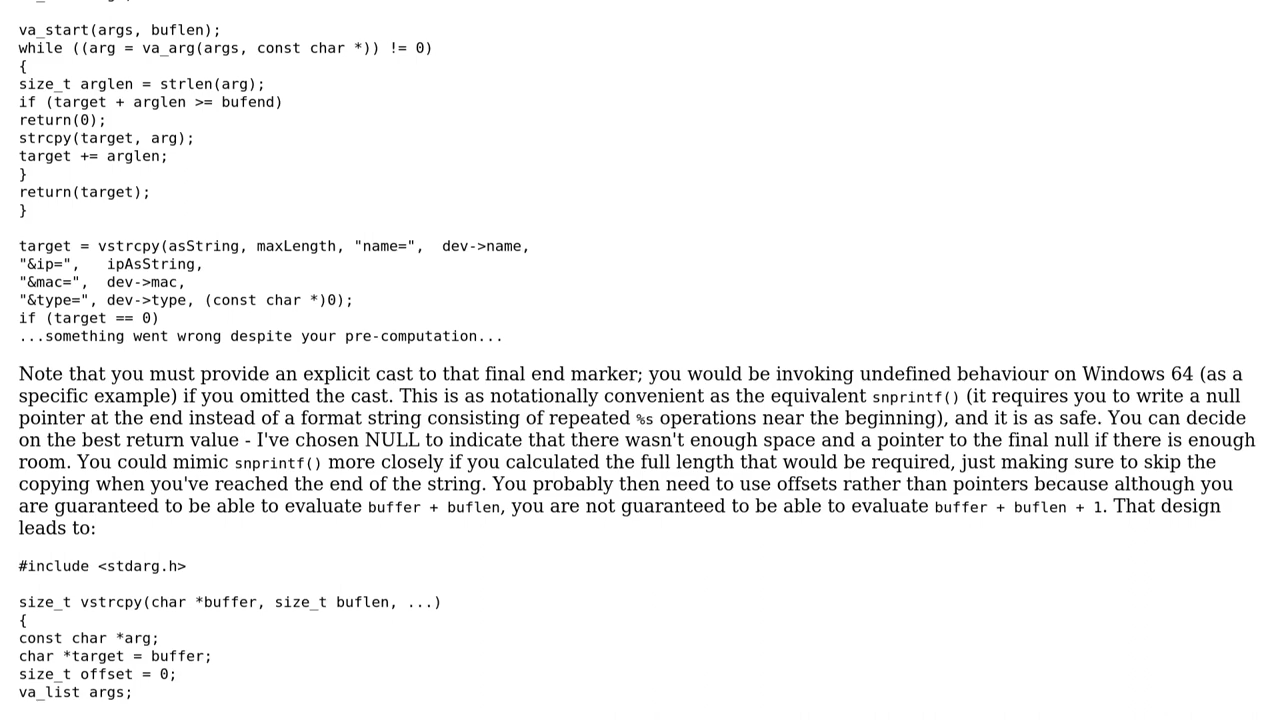 va_start(args, buflen);
while ((arg = va_arg(args, const char *)) != 0)
{
size_t arglen = strlen(arg);
if (target + arglen >= bufend)
return(0);
strcpy(target, arg);
target += arglen;
}
return(target);
}
target = vstrcpy(asString, maxLength, "name=",  dev->name,
"&ip=",   ipAsString,
"&mac=",  dev->mac,
"&type=", dev->type, (const char *)0);
if (target == 0)
...something went wrong despite your pre-computation...
Note that you must provide an explicit cast to that final end marker; you would be invoking undefined behaviour on Windows 64 (as a
specific example) if you omitted the cast. This is as notationally convenient as the equivalent snprintf() (it requires you to write a null
pointer at the end instead of a format string consisting of repeated %s operations near the beginning), and it is as safe. You can decide
on the best return value - I've chosen NULL to indicate that there wasn't enough space and a pointer to the final null if there is enough
room. You could mimic snprintf() more closely if you calculated the full length that would be required, just making sure to skip the
copying when you've reached the end of the string. You probably then need to use offsets rather than pointers because although you
are guaranteed to be able to evaluate buffer + buflen, you are not guaranteed to be able to evaluate buffer + buflen + 1. That design
leads to:
#include <stdarg.h>
size_t vstrcpy(char *buffer, size_t buflen, ...)
{
const char *arg;
char *target = buffer;
size_t offset = 0;
va_list args;